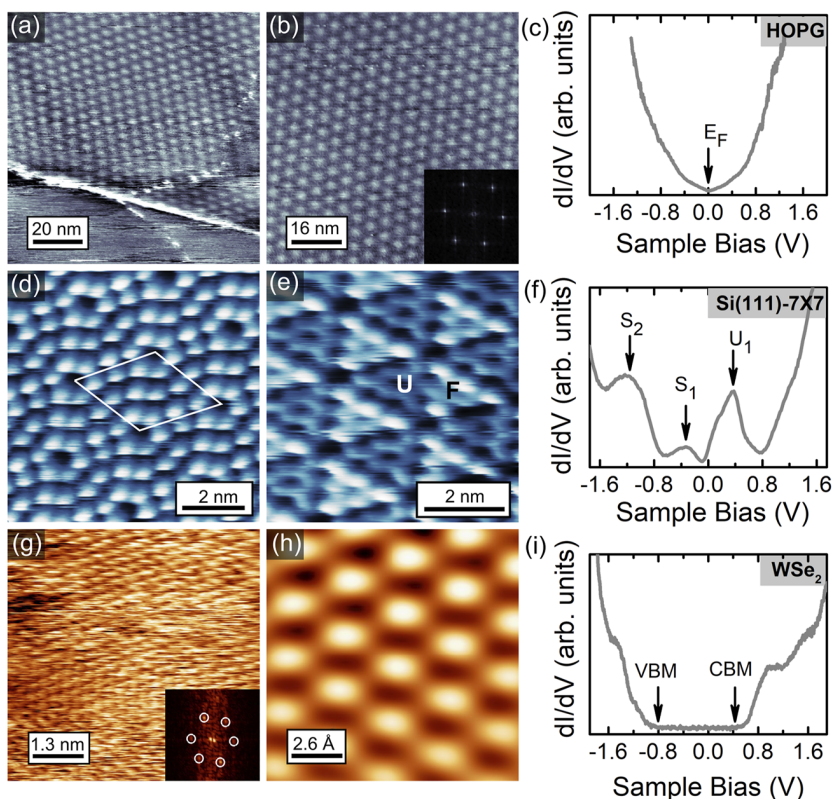 (a)
20 nm
(b)
16 nm
(c)
HOPG
E_F
dI/dV (arb. units)
-1.6 -0.8 0.0 0.8 1.6
Sample Bias (V)
(d)
2 nm
(e)
U
F
2 nm
(f)
Si(111)-7X7
S_2
S_1
U_1
dI/dV (arb. units)
-1.6 -0.8 0.0 0.8 1.6
Sample Bias (V)
(g)
1.3 nm
(h)
2.6 Å
(i)
WSe_2
VBM CBM
dI/dV (arb. units)
-1.6 -0.8 0.0 0.8 1.6
Sample Bias (V)